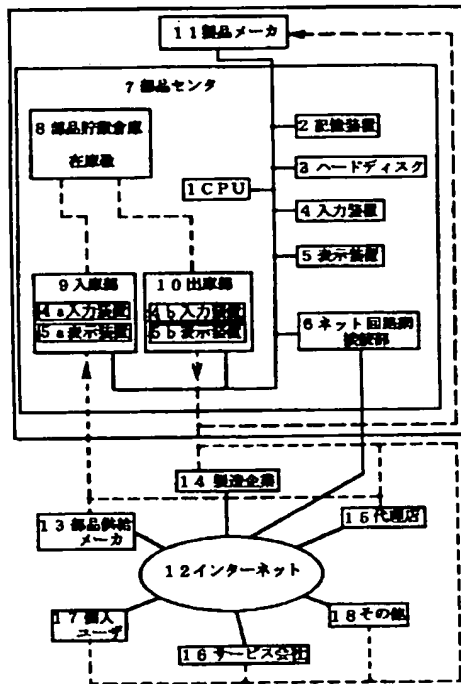 11製品メーカ
7 部品センタ
8 部品貯蔵倉庫
在庫数
2 記憶装置
3 ハードディスク
1CPU
4 入力装置
5 表示装置
9 入庫部
4a入力装置
5a表示装置
10出庫部
4b入力装置
5b表示装置
6ネット回路網
接続部
14 製造企業
13部品供給
メーカ
15代理店
12インターネット
17個人
ユーザ
18その他
16サービス会社